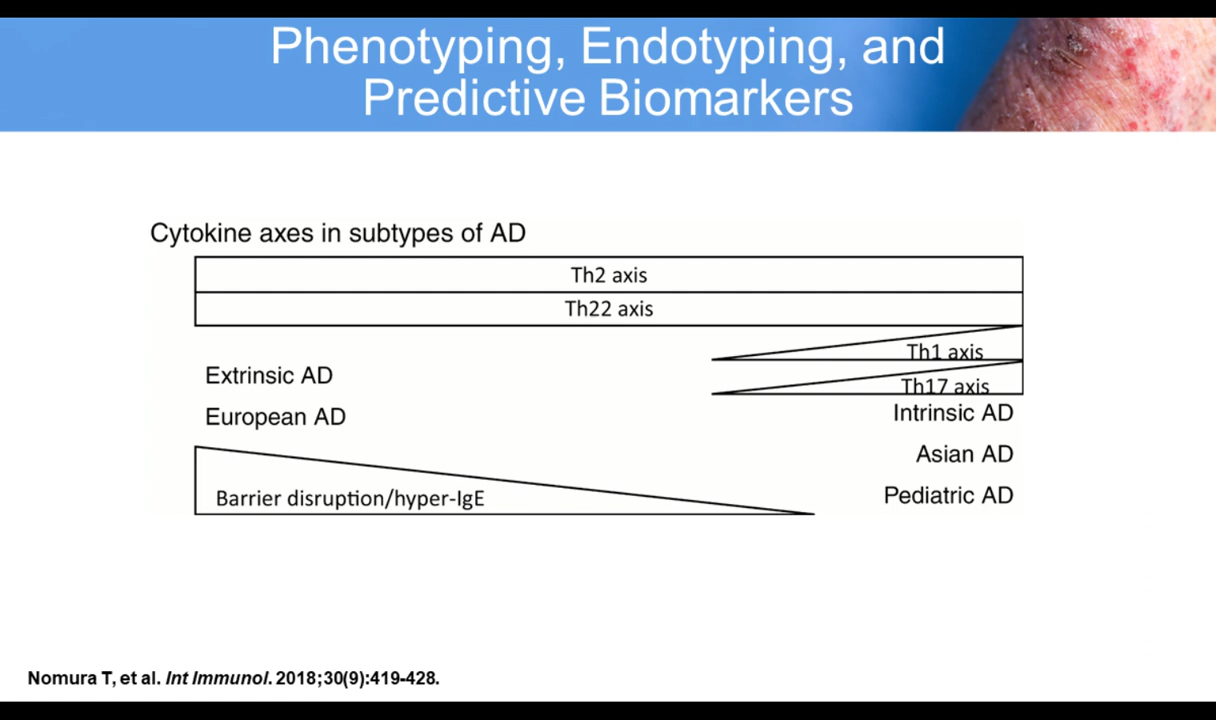 Phenotyping, Endotyping, and
Predictive Biomarkers
Cytokine axes in subtypes of AD
Th2 axis
Th22 axis
Th1 axis
Th17 axis
Extrinsic AD
European AD
Intrinsic AD
Asian AD
Pediatric AD
Barrier disruption/hyper-IgE
Nomura T, et al. Int Immunol. 2018;30(9):419-428.